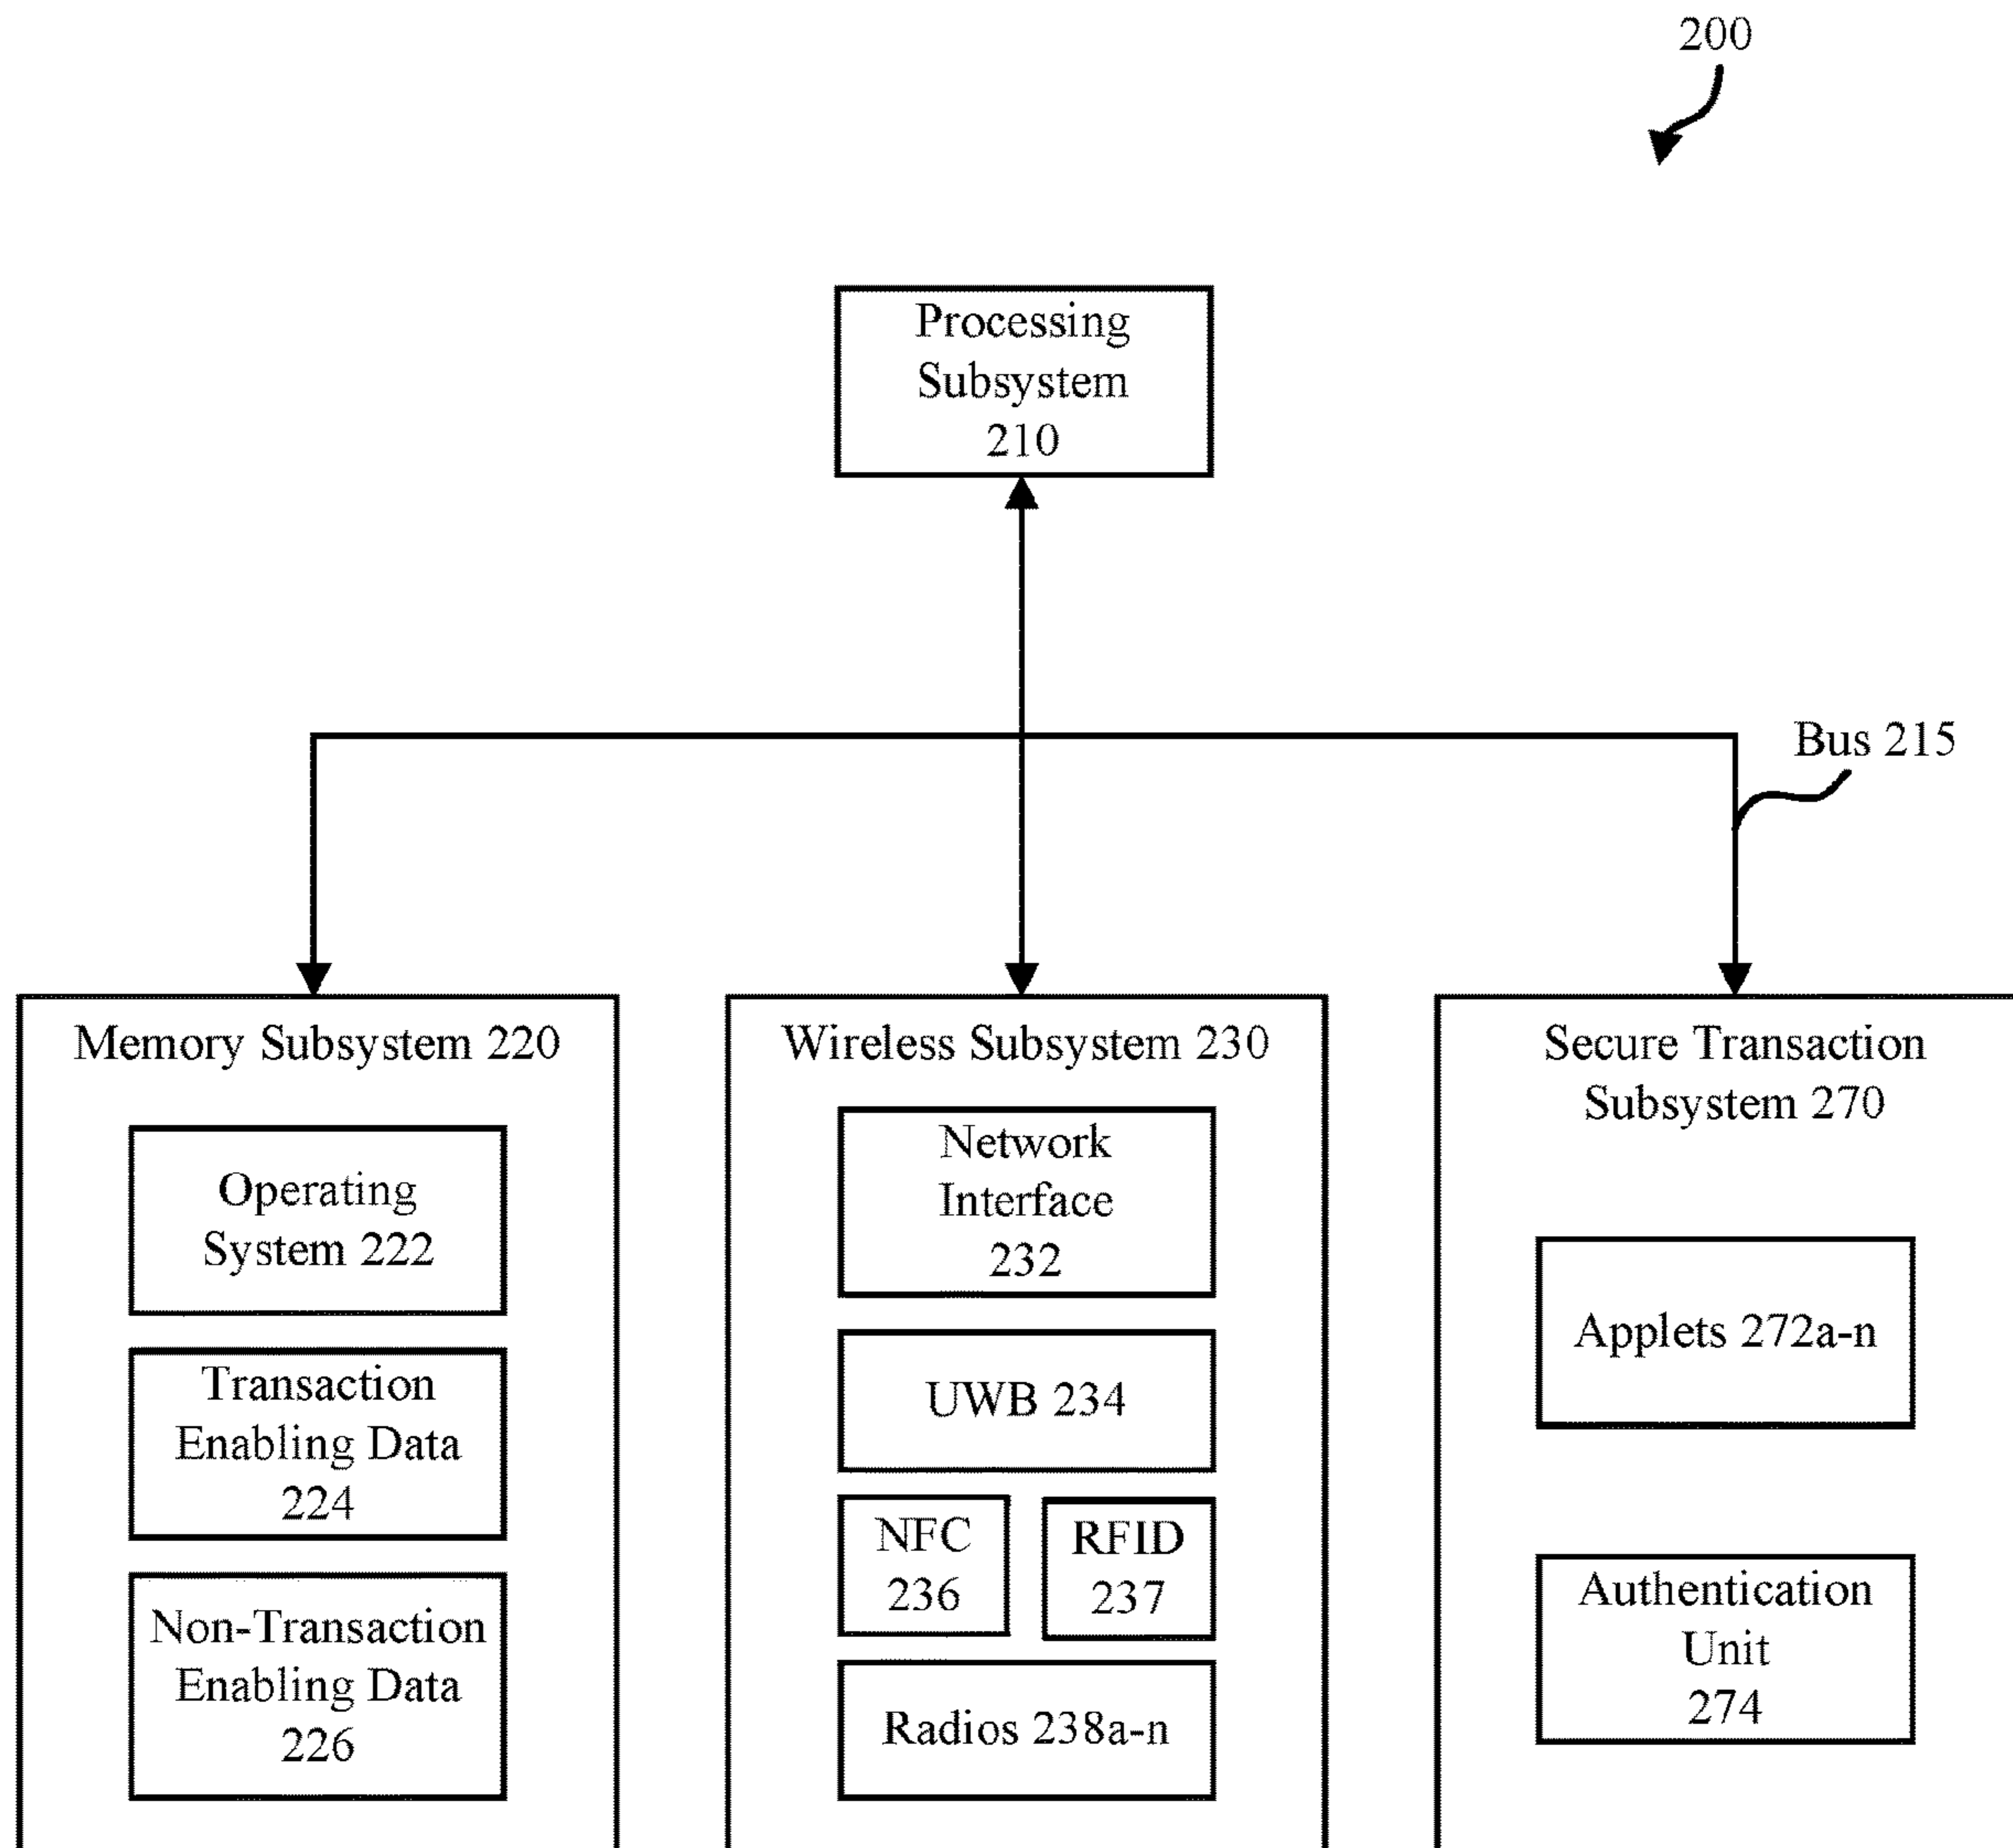 200
Processing
Subsystem
210
Bus 215
Memory Subsystem 220
Operating
System 222
Transaction
Enabling Data
224
Non-Transaction
Enabling Data
226
Wireless Subsystem 230
Network
Interface
232
UWB 234
NFC
236
RFID
237
Radios 238a-n
Secure Transaction
Subsystem 270
Applets 272a-n
Authentication
Unit
274